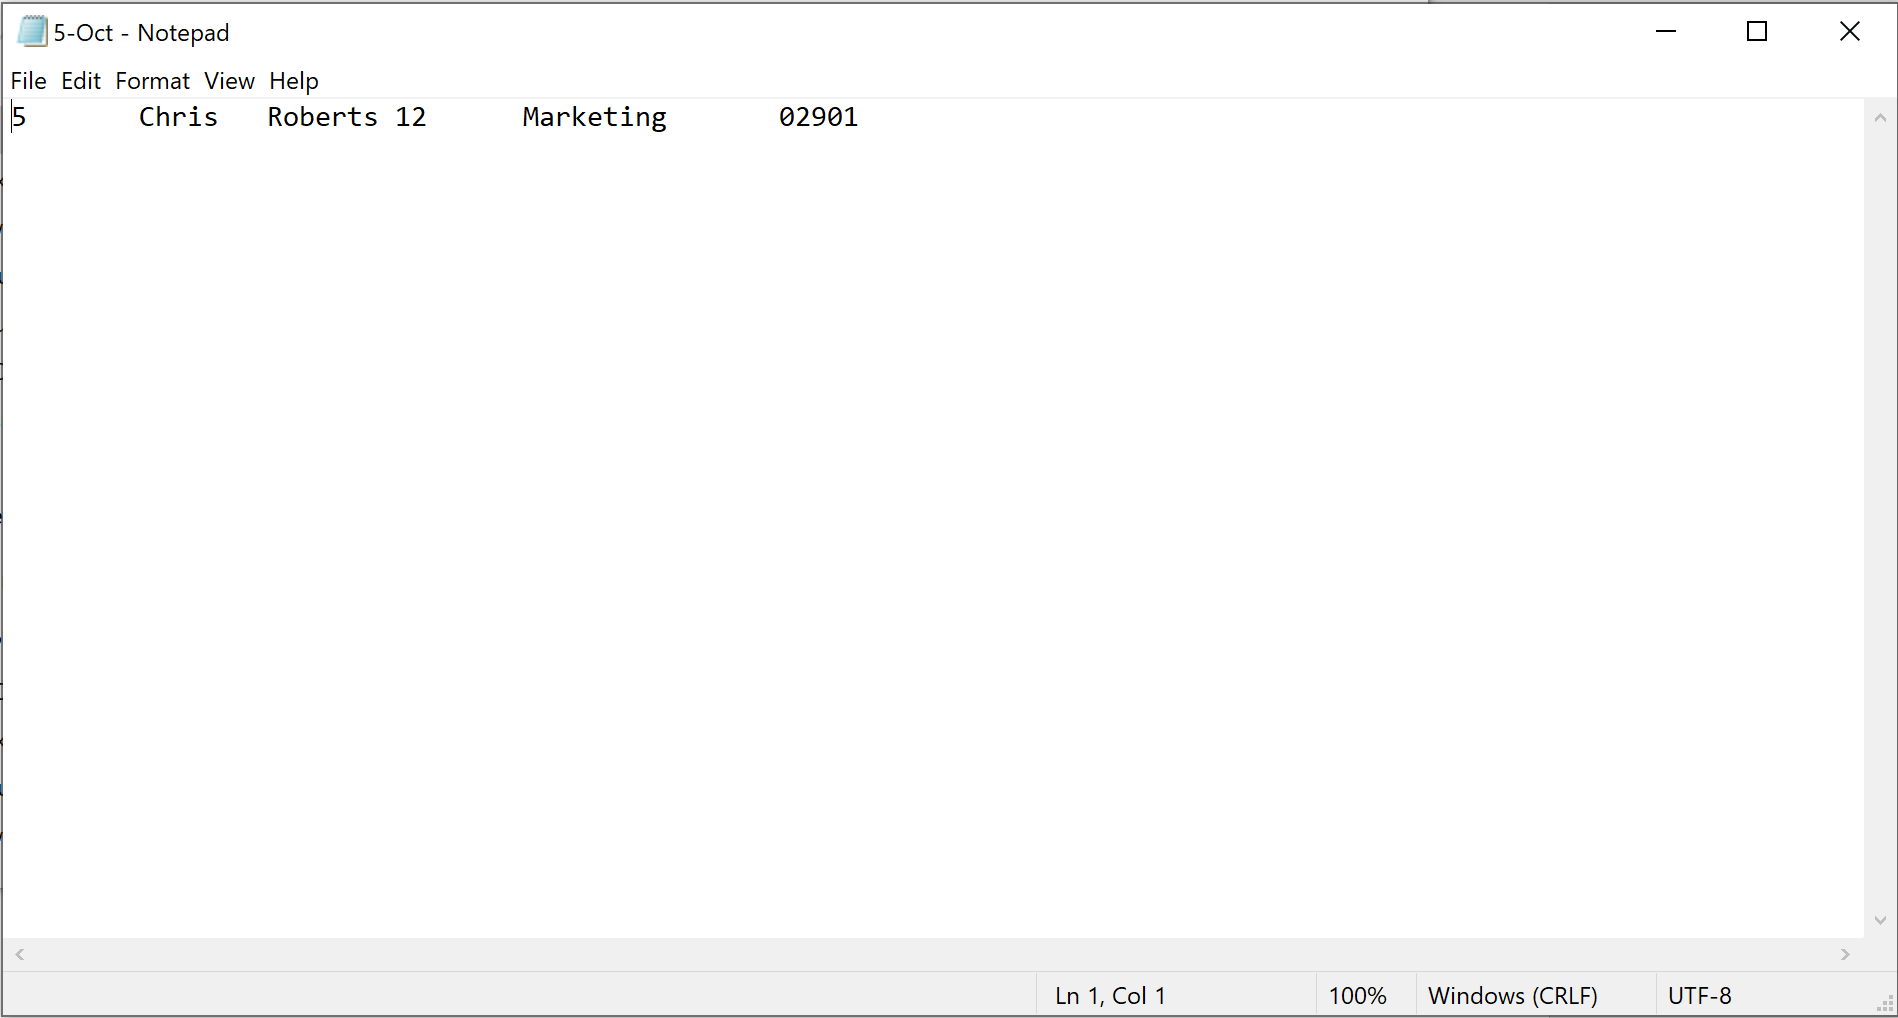 5-Oct - Notepad
File Edit Format View Help
5 Chris Roberts 12 Marketing 02901
Ln 1, Col 1 100% Windows (CRLF) UTF-8